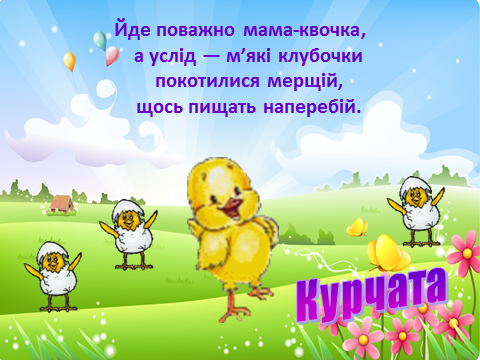 Йде поважно мама-квочка,
а услід — м’які клубочки
покотилися мерщій,
щось пищать наперебій.
Курчата